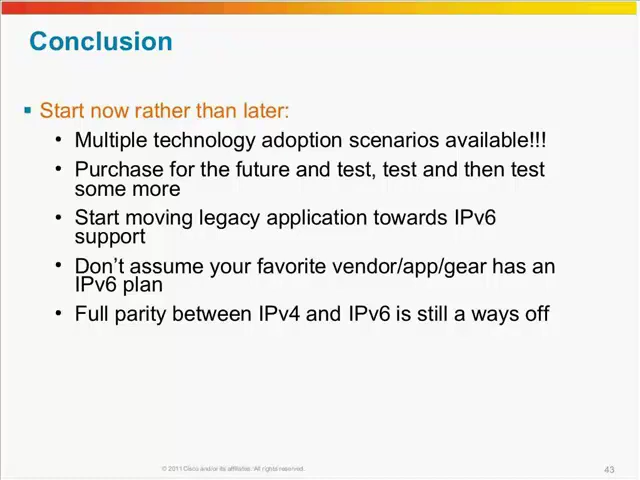 Conclusion
Start now rather than later:
Multiple technology adoption scenarios available!!!
Purchase for the future and test, test and then test
some more
Start moving legacy application towards IPv6
support
Don’t assume your favorite vendor/app/gear has an
IPv6 plan
Full parity between IPv4 and IPv6 is still a ways off
© 2011 Cisco and/or its affiliates. All rights reserved.
43